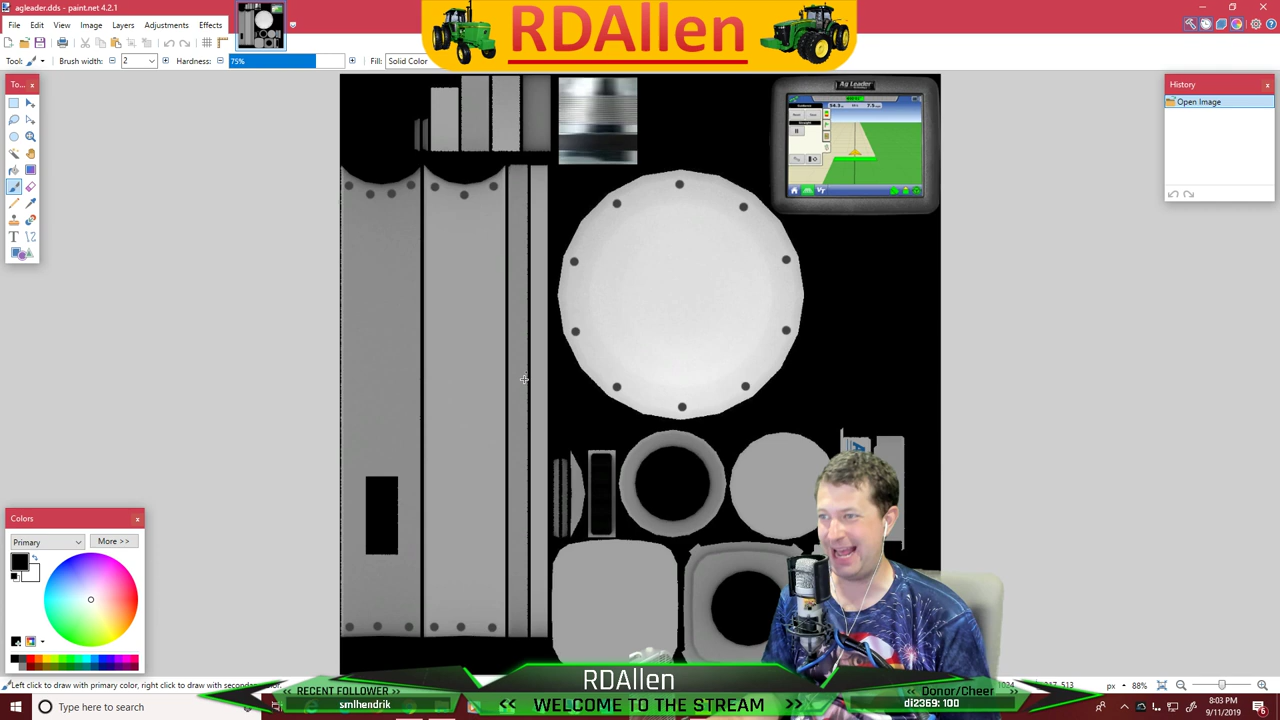 agleader.dds - paint.net 4.2.1
File Edit View Image Layers Adjustments Effects
Tool: Brush width: 2 Hardness: 75% Fill: Solid Color
RDAllen
To... x
History x
Open Image
Ag Leader
Colors x
Primary More >>
Left click to draw with primary color, right click to draw with
px 88%
RDAllen
<< RECENT FOLLOWER >>
smlhendrik
<< WELCOME TO THE STREAM >>
<< Donor/Cheer >>
di2369: 100
Type here to search
8:03 PM
9/11/2019